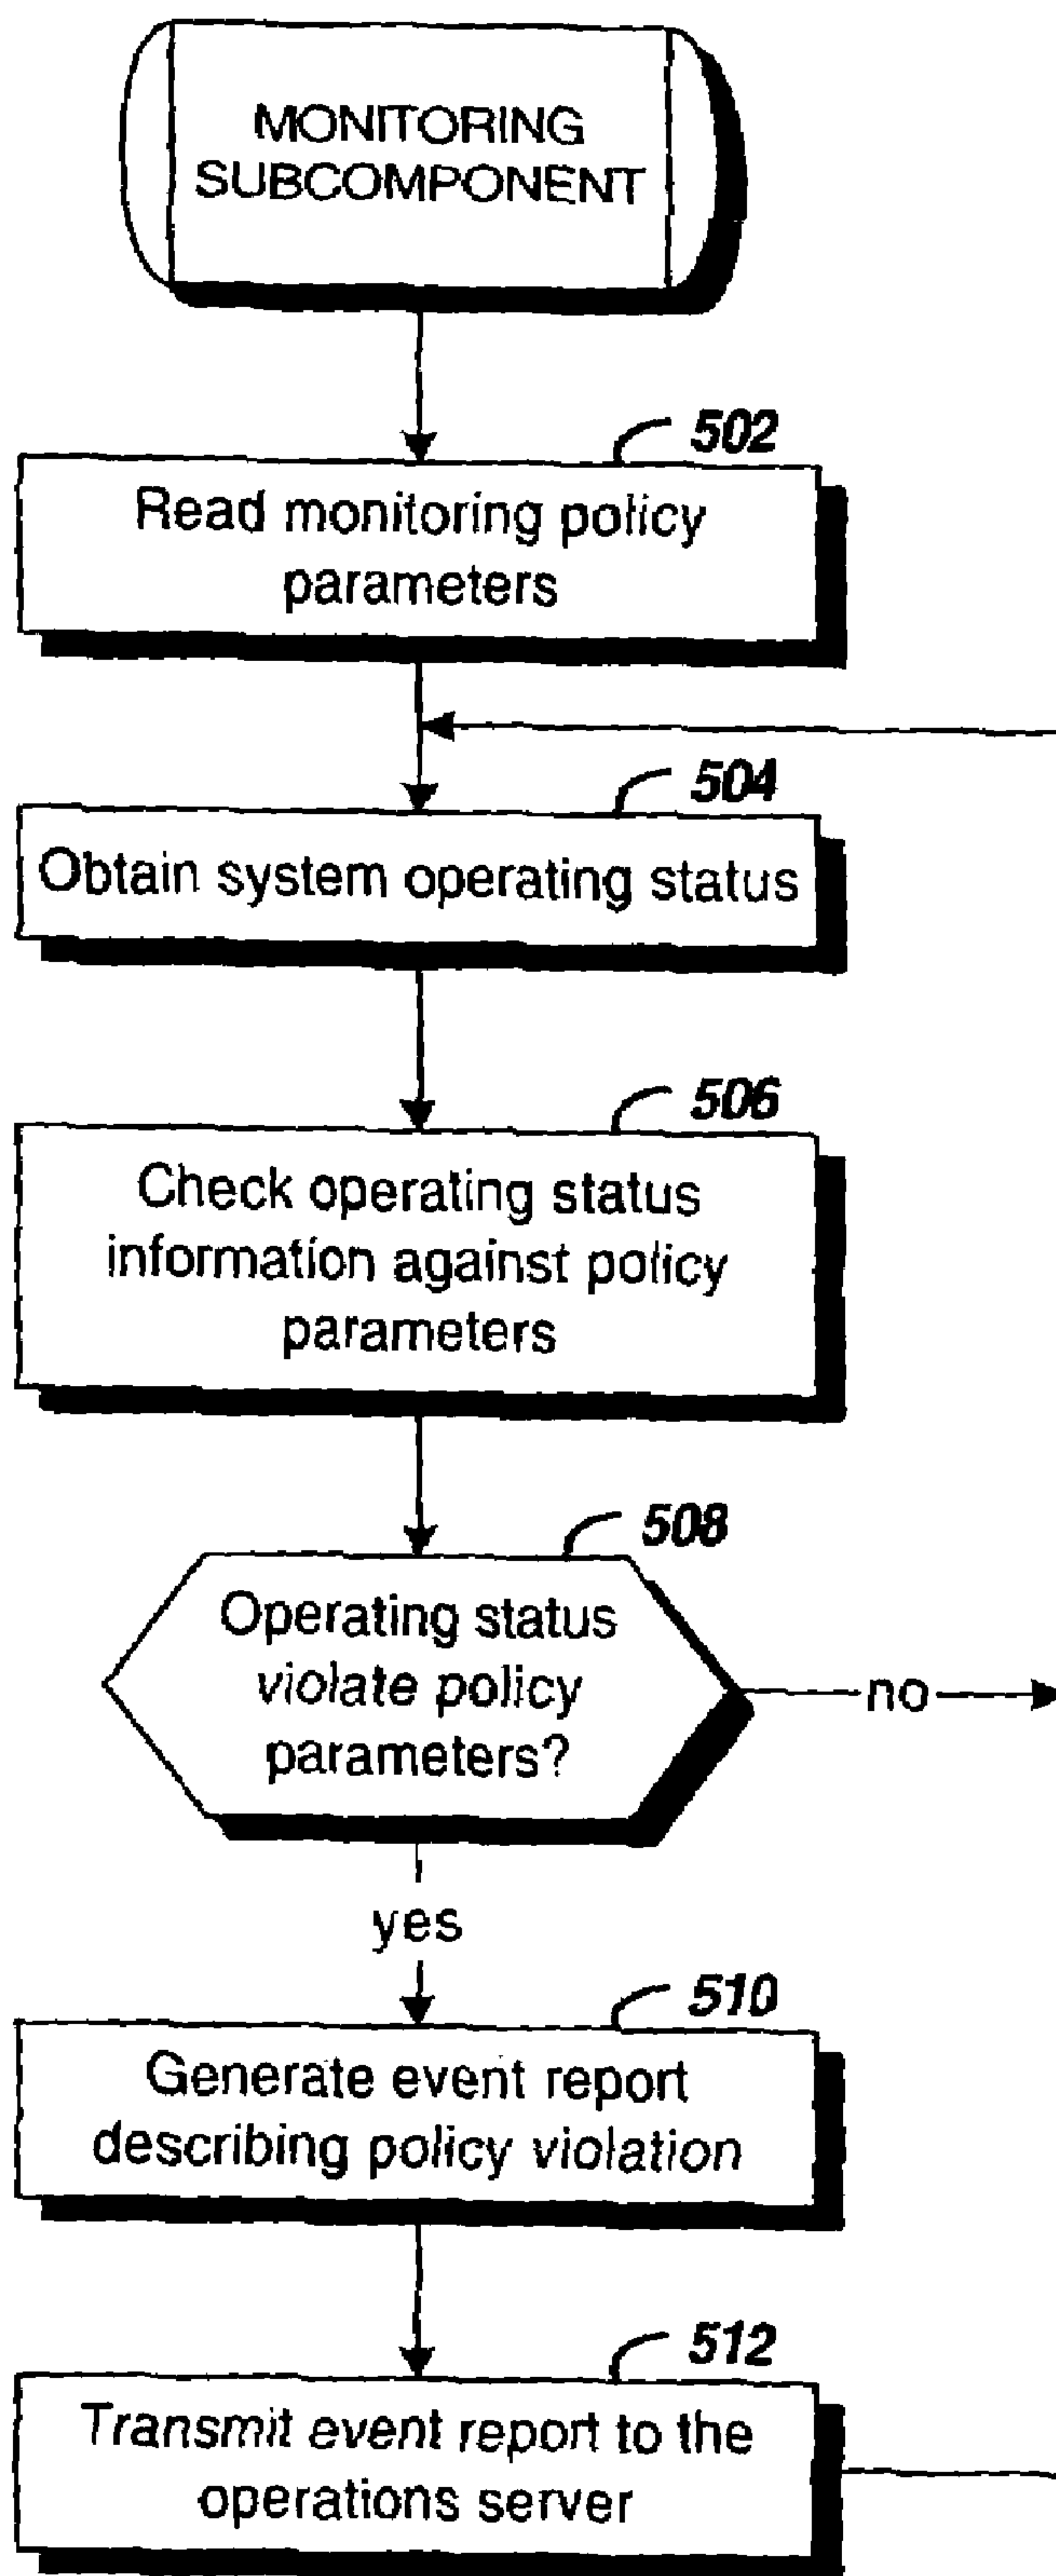 MONITORING
SUBCOMPONENT
502
Read monitoring policy
parameters
504
Obtain system operating status
506
Check operating status
information against policy
parameters
508
Operating status
violate policy
parameters?
no
yes
510
Generate event report
describing policy violation
512
Transmit event report to the
operations server